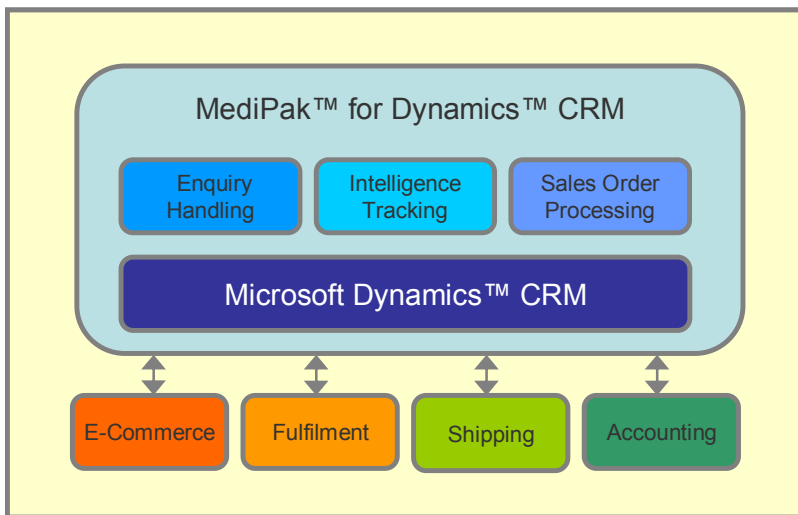 MediPak™ for Dynamics™ CRM
Enquiry
Handling
Intelligence
Tracking
Sales Order
Processing
Microsoft Dynamics™ CRM
E-Commerce
Fulfilment
Shipping
Accounting